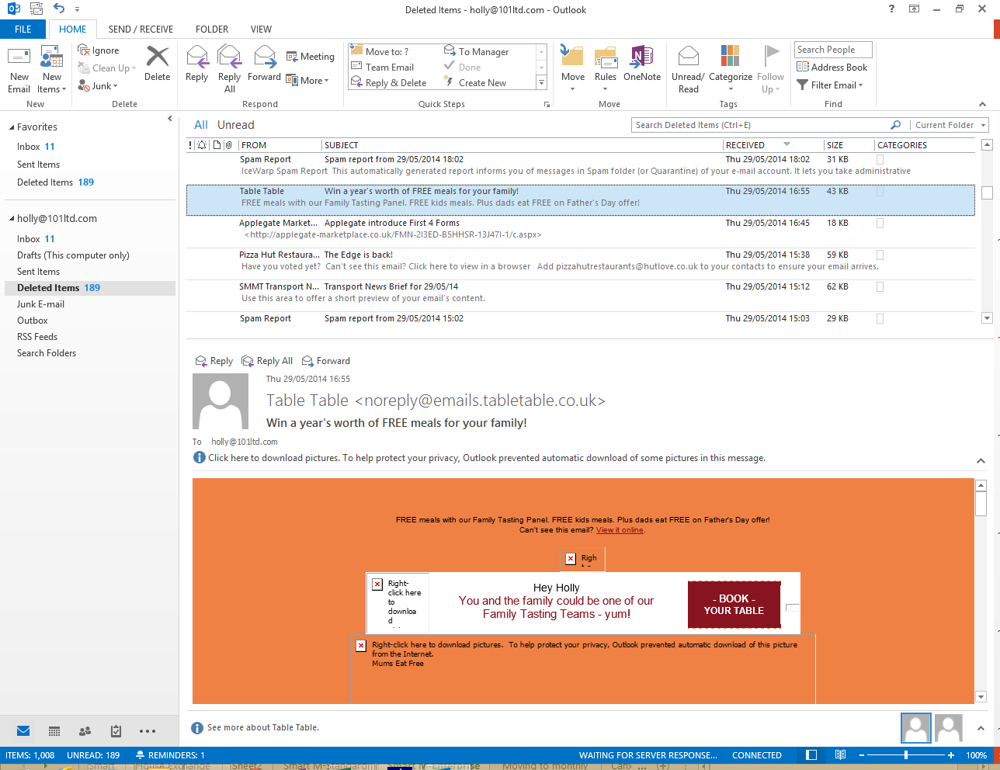 Deleted Items - holly@101ltd.com - Outlook
FILE HOME SEND / RECEIVE FOLDER VIEW
New Email
New Items
Ignore
Clean Up
Junk
Delete
Reply
Reply All
Forward
Meeting
More
Move to: ?
Team Email
Reply & Delete
To Manager
Done
Create New
Move
Rules
OneNote
Unread/ Read
Categorize
Follow Up
Search People
Address Book
Filter Email
New Delete Respond Quick Steps Move Tags Find
Favorites
Inbox 11
Sent Items
Deleted Items 189
holly@101ltd.com
Inbox 11
Drafts (This computer only)
Sent Items
Deleted Items 189
Junk E-mail
Outbox
RSS Feeds
Search Folders
All Unread
Search Deleted Items (Ctrl+E) Current Folder
FROM SUBJECT RECEIVED SIZE CATEGORIES
Spam Report Spam report from 29/05/2014 18:02 Thu 29/05/2014 18:02 31 KB
IceWarp Spam Report This automatically generated report informs you of messages in Spam folder (or Quarantine) of your e-mail account. It lets you take administrative
Table Table Win a year's worth of FREE meals for your family! Thu 29/05/2014 16:55 43 KB
FREE meals with our Family Tasting Panel. FREE kids meals. Plus dads eat FREE on Father's Day offer!
Applegate Market... Applegate introduce First 4 Forms Thu 29/05/2014 16:45 18 KB
<http://applegate-marketplace.co.uk/FMN-2I3ED-B5HHSR-13J47I-1/c.aspx>
Pizza Hut Restaura... The Edge is back! Thu 29/05/2014 15:38 59 KB
Have you voted yet? Can't see this email? Click here to view in a browser Add pizzahutrestaurants@hutlove.co.uk to your contacts to ensure your email arrives.
SMMT Transport N... Transport News Brief for 29/05/14 Thu 29/05/2014 15:12 62 KB
Use this area to offer a short preview of your email's content.
Spam Report Spam report from 29/05/2014 15:02 Thu 29/05/2014 15:03 29 KB
Reply Reply All Forward
Thu 29/05/2014 16:55
Table Table <noreply@emails.tabletable.co.uk>
Win a year's worth of FREE meals for your family!
To holly@101ltd.com
Click here to download pictures. To help protect your privacy, Outlook prevented automatic download of some pictures in this message.
FREE meals with our Family Tasting Panel. FREE kids meals. Plus dads eat FREE on Father's Day offer!
Can't see this email? View it online.
Righ
Right-
click here
to
downloa
d
Hey Holly
You and the family could be one of our
Family Tasting Teams - yum!
- BOOK -
YOUR TABLE
Right-click here to download pictures. To help protect your privacy, Outlook prevented automatic download of this picture
from the Internet.
Mums Eat Free
See more about Table Table.
ITEMS: 1,008 UNREAD: 189 REMINDERS: 1 WAITING FOR SERVER RESPONSE... CONNECTED 100%
Smart House Exchange Sheet2 Smart M-Standard Smart M-Enterprise Moving to monthly